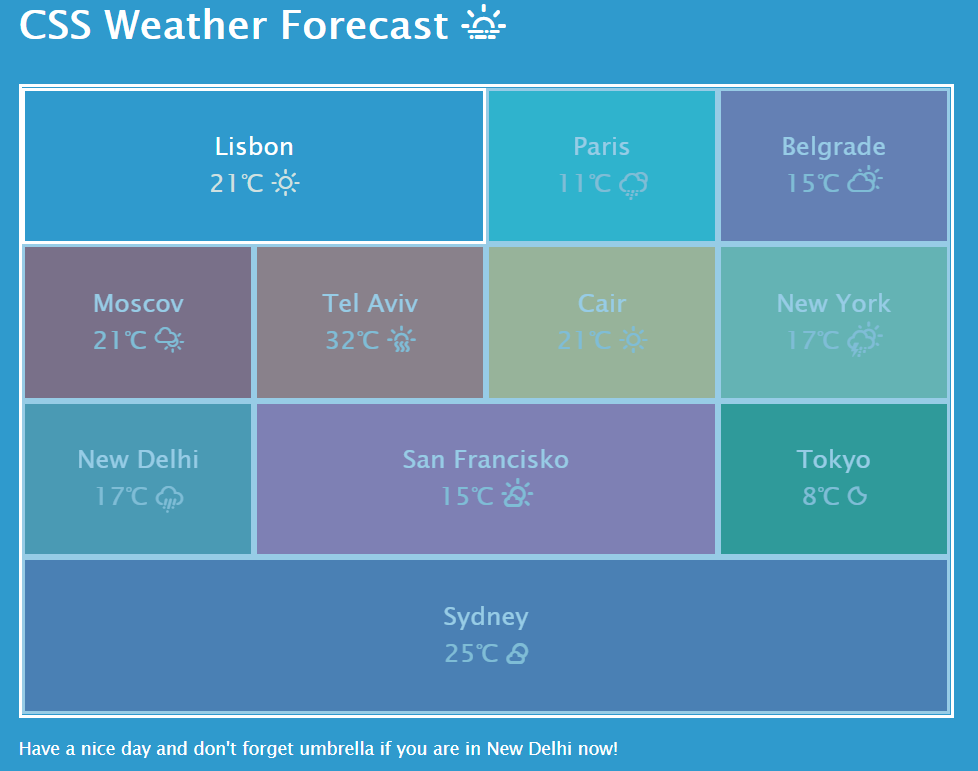 CSS Weather Forecast
Lisbon
21℃
Paris
11℃
Belgrade
15℃
Moscov
21℃
Tel Aviv
32℃
Cair
21℃
New York
17℃
New Delhi
17℃
San Francisko
15℃
Tokyo
8℃
Sydney
25℃
Have a nice day and don't forget umbrella if you are in New Delhi now!